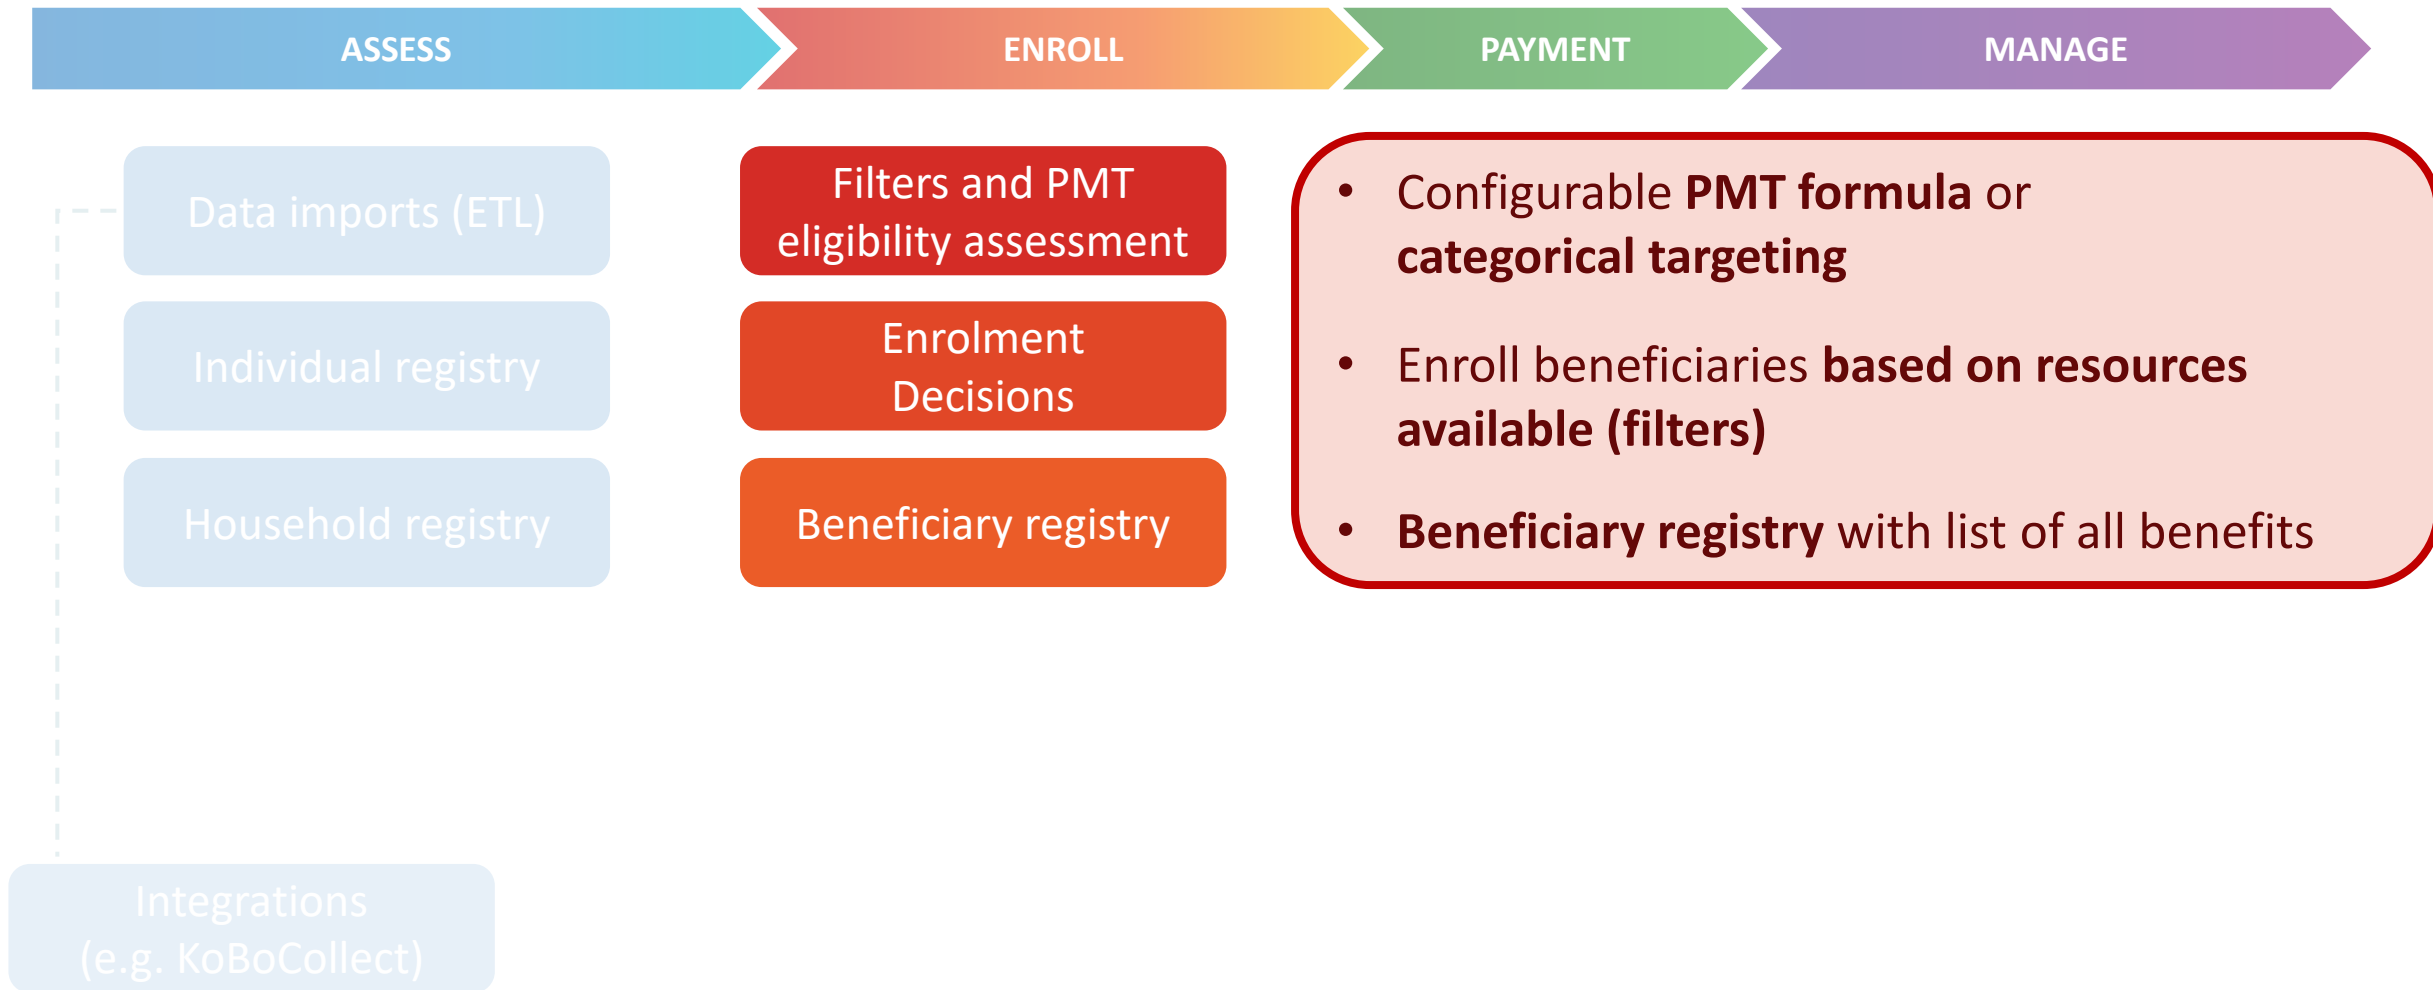 ASSESS
ENROLL
PAYMENT
MANAGE
Data imports (ETL)
Individual registry
Household registry
Integrations
(e.g. KoBoCollect)
Filters and PMT
eligibility assessment
Enrolment
Decisions
Beneficiary registry
• Configurable PMT formula or
categorical targeting
• Enroll beneficiaries based on resources
available (filters)
• Beneficiary registry with list of all benefits